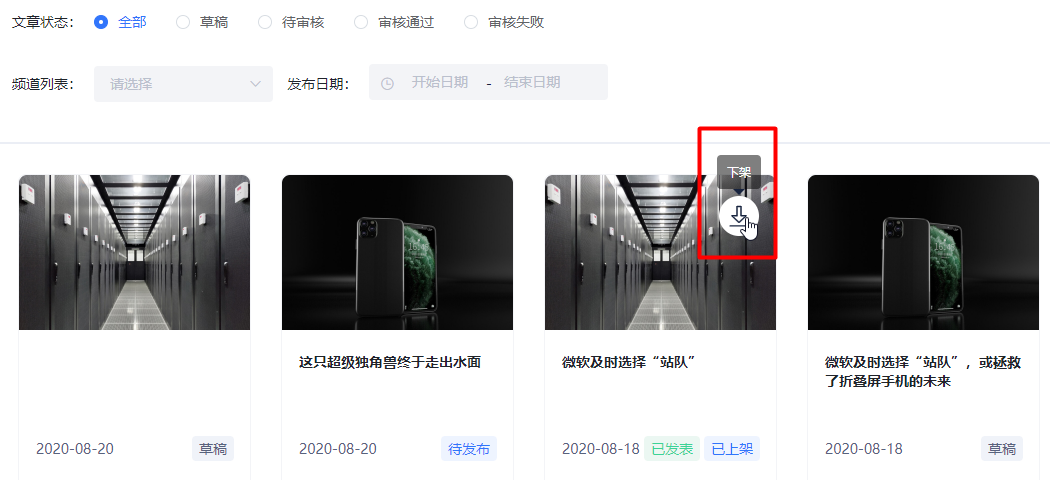 文章状态： 全部 草稿 待审核 审核通过 审核失败
频道列表： 请选择 发布日期： 开始日期 - 结束日期
下架
这只超级独角兽终于走出水面
微软及时选择“站队”
微软及时选择“站队”，或拯救
了折叠屏手机的未来
2020-08-20 草稿
2020-08-20 待发布
2020-08-18 已发表 已上架
2020-08-18 草稿